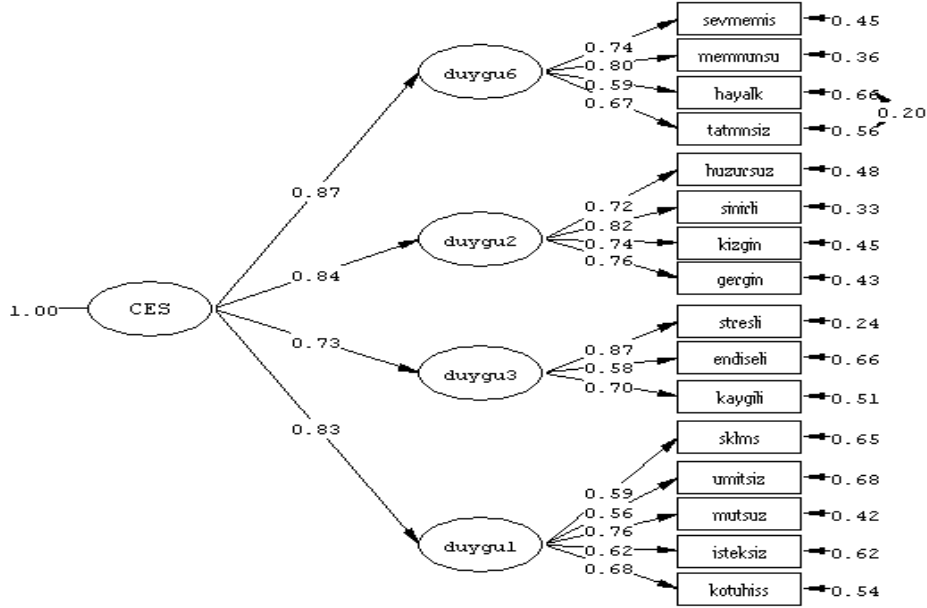 sevmemis
0.45
0.74
memnunsu
0.36
0.80
duygu6
0.59
hayalk
0.66
0.67
0.20
tatmnsiz
0.56
huzursuz
0.48
0.87
0.72
sinirli
0.33
0.82
duygu2
0.74
kizgin
0.45
0.76
0.84
gergin
0.43
1.00
CES
stresli
0.24
0.73
0.87
endiseli
0.66
0.58
duygu3
0.70
kaygili
0.51
0.83
sklms
0.65
umitsiz
0.68
0.59
0.56
mutsuz
0.42
0.76
duygu1
0.62
isteksiz
0.62
0.68
kotuhiss
0.54